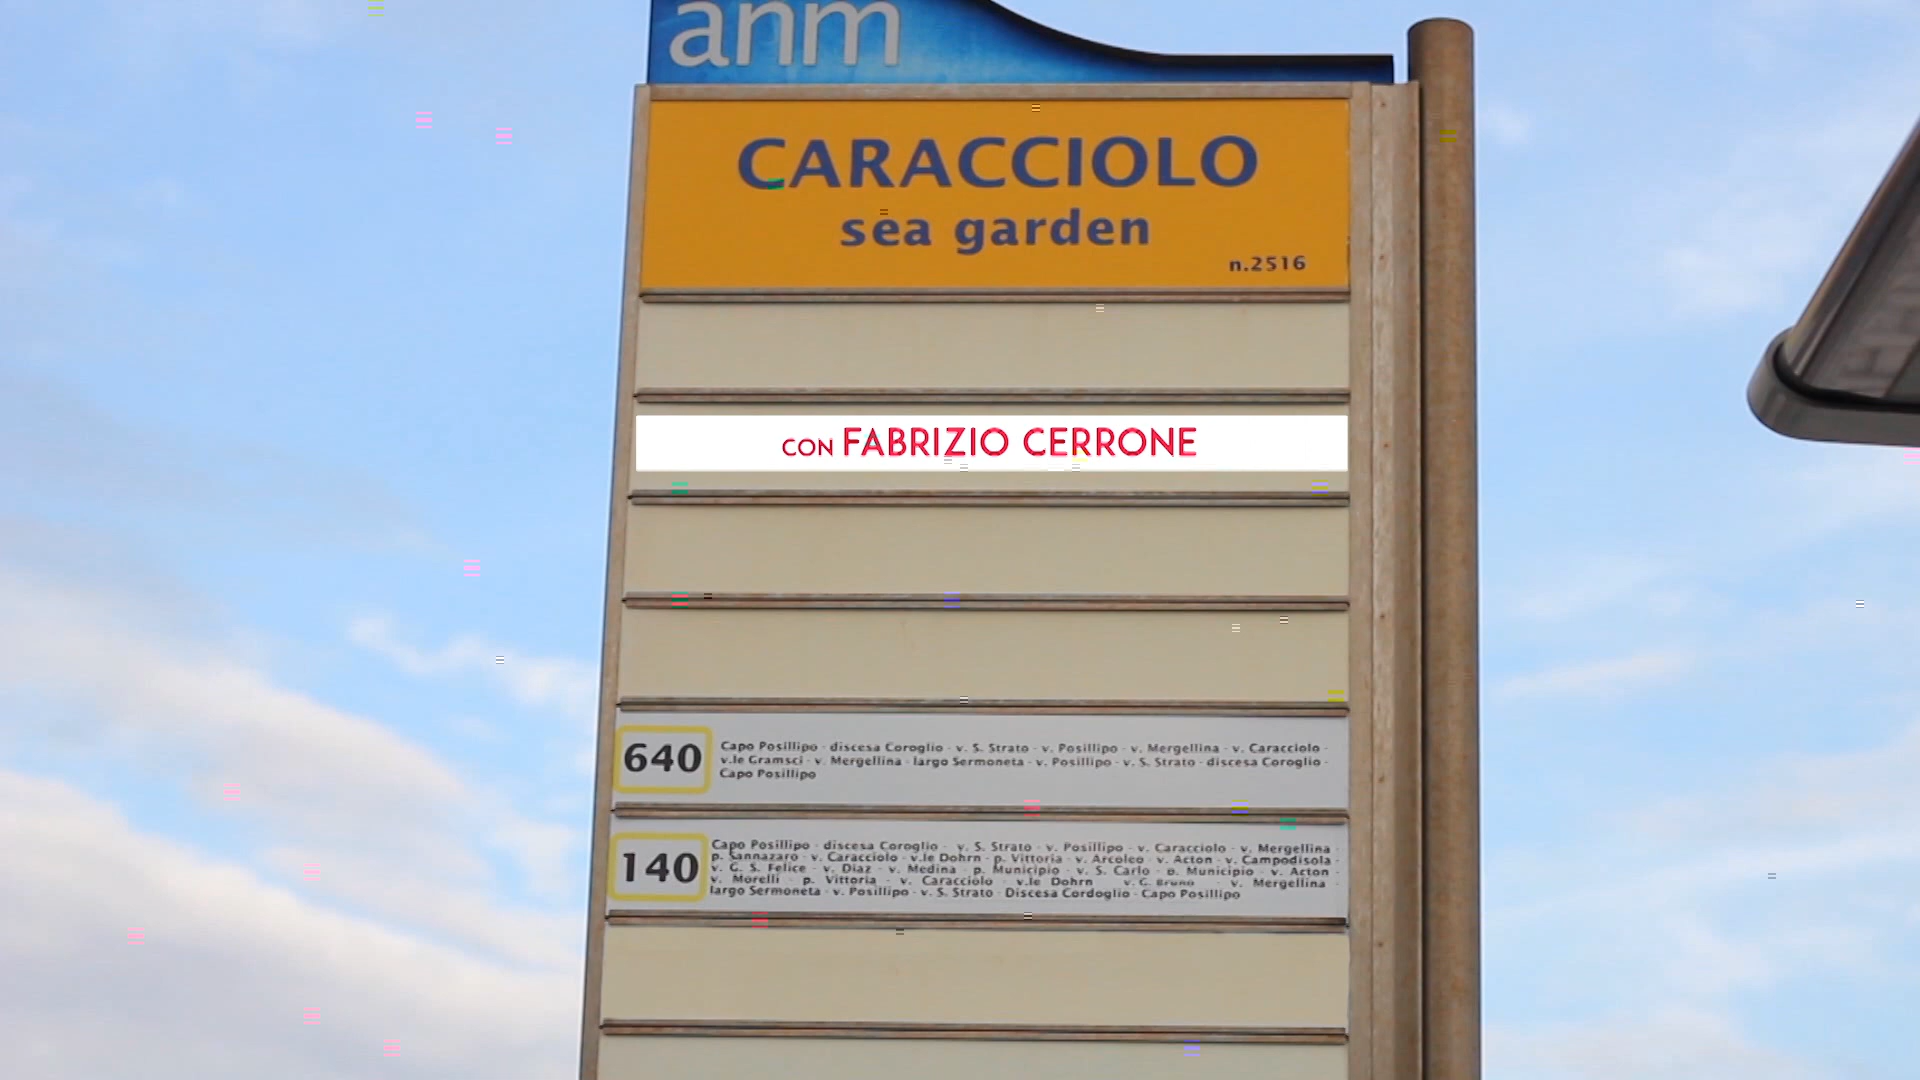 anm
CARACCIOLO
sea garden
n.2516
CON FABRIZIO CERRONE
640
Capo Posillipo - discesa Coroglio - v. S. Strato - v. Posillipo - v. Mergellina - v. Caracciolo -
v.le Gramsci - v. Mergellina - largo Sermoneta - v. Posillipo - v. S. Strato - discesa Coroglio -
Capo Posillipo
140
Capo Posillipo - discesa Coroglio - v. S. Strato - v. Posillipo - v. Caracciolo - v. Mergellina
p. Sannazaro - v. Caracciolo - v.le Dohrn - p. Vittoria - v. Arcoleo - v. Acton - v. Campodisola -
v. G. S. Felice - v. Diaz - v. Medina - p. Municipio - v. S. Carlo - p. Municipio - v. Acton -
v. Morelli - p. Vittoria - v. Caracciolo - v.le Dohrn - v. G. Bruno - v. Mergellina -
largo Sermoneta - v. Posillipo - v. S. Strato - Discesa Cordoglio - Capo Posillipo